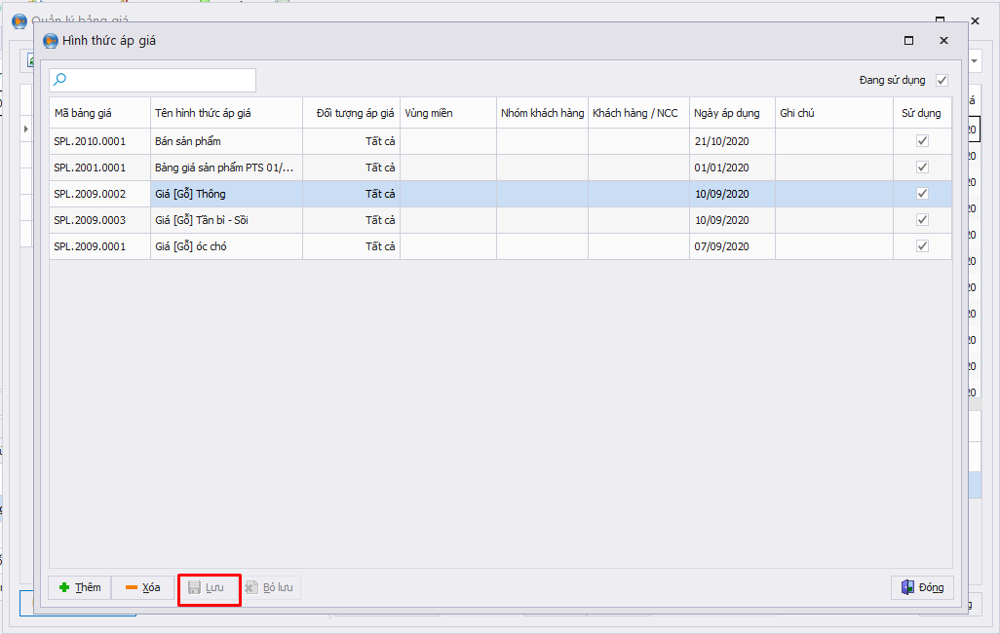 Quản lý bảng giá
Hình thức áp giá
Đang sử dụng
Mã bảng giá Tên hình thức áp giá Đối tượng áp giá Vùng miền Nhóm khách hàng Khách hàng / NCC Ngày áp dụng Ghi chú Sử dụng
SPL.2010.0001 Bán sản phẩm Tất cả 21/10/2020
SPL.2001.0001 Bảng giá sản phẩm PTS 01/... Tất cả 01/01/2020
SPL.2009.0002 Giá [Gỗ] Thông Tất cả 10/09/2020
SPL.2009.0003 Giá [Gỗ] Tần bì - Sồi Tất cả 10/09/2020
SPL.2009.0001 Giá [Gỗ] óc chó Tất cả 07/09/2020
Thêm Xóa Lưu Bỏ lưu Đóng